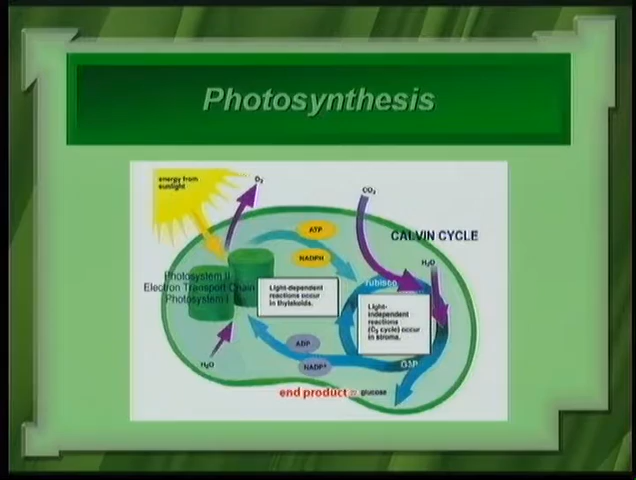 Photosynthesis
energy from
sunlight
O₂
CO₂
ATP
CALVIN CYCLE
NADPH
H₂O
Photosystem II
Electron Transport Chain
Photosystem I
rubisco
Light-dependent
reactions occur
in thylakoids.
Light-
independent
reactions
(C₃ cycle) occur
in stroma.
ADP
NADP⁺
H₂O
G3P
end product = glucose